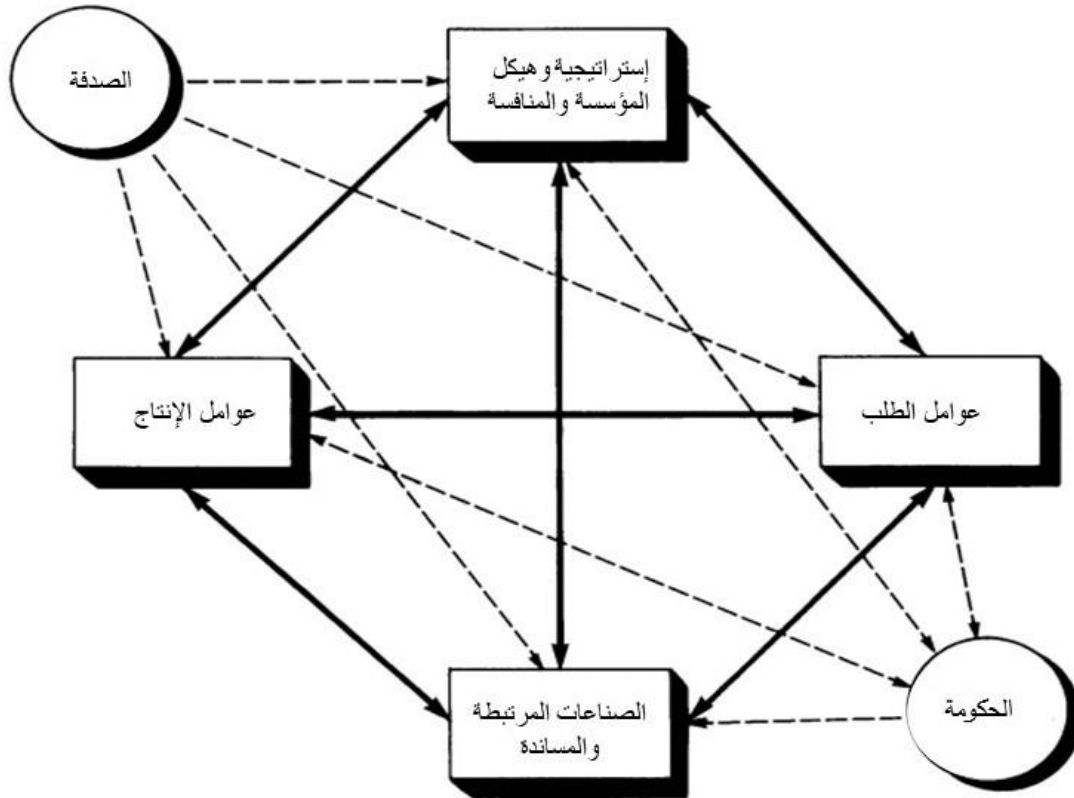 الصدفة
إستراتيجية وهيكل
المؤسسة والمنافسة
عوامل الإنتاج
عوامل الطلب
الصناعات المرتبطة
والمساندة
الحكومة